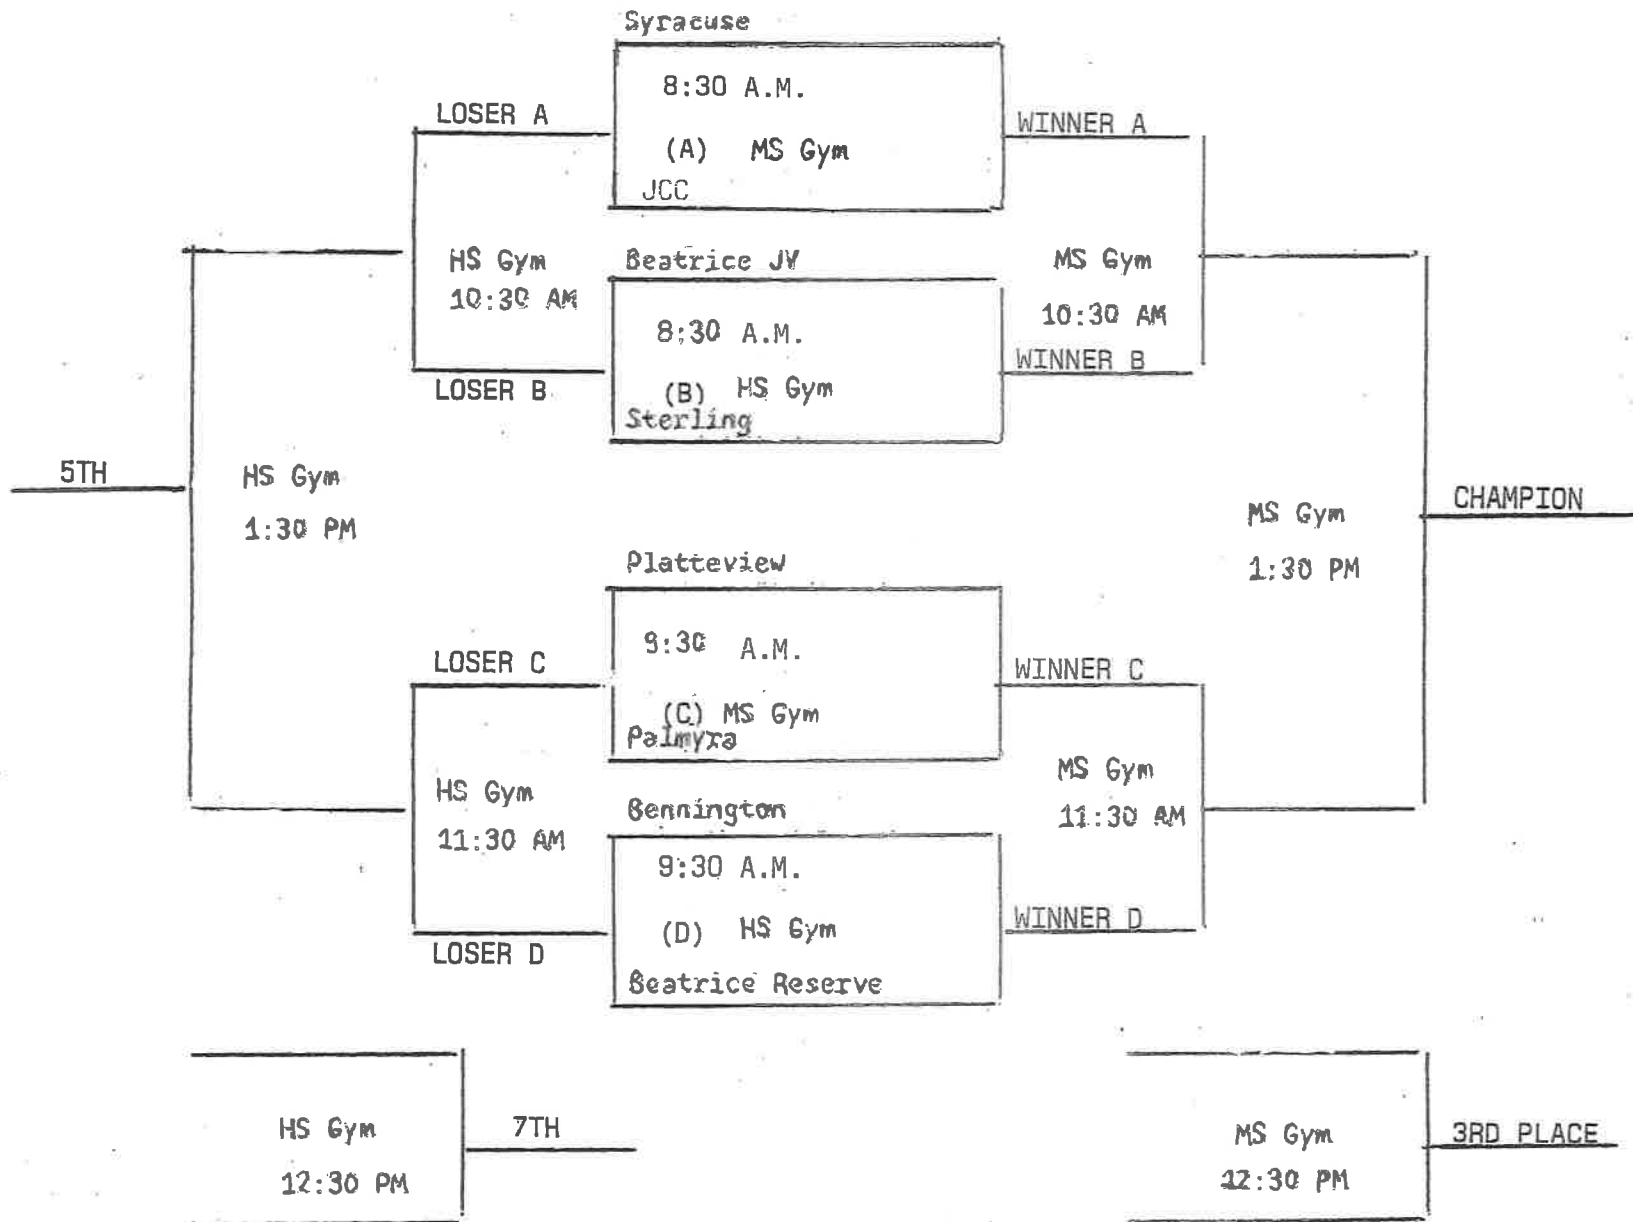 Syracuse
8:30 A.M.
LOSER A
WINNER A
(A) MS Gym
JCC
HS Gym
10:30 AM
Beatrice JV
MS Gym
10:30 AM
8:30 A.M.
WINNER B
LOSER B
(B) HS Gym
Sterling
5TH
HS Gym
1:30 PM
CHAMPION
MS Gym
1:30 PM
Platteview
9:30 A.M.
LOSER C
WINNER C
(C) MS Gym
Palmyra
HS Gym
11:30 AM
Bennington
MS Gym
11:30 AM
9:30 A.M.
WINNER D
(D) HS Gym
LOSER D
Beatrice Reserve
HS Gym
12:30 PM
7TH
MS Gym
12:30 PM
3RD PLACE